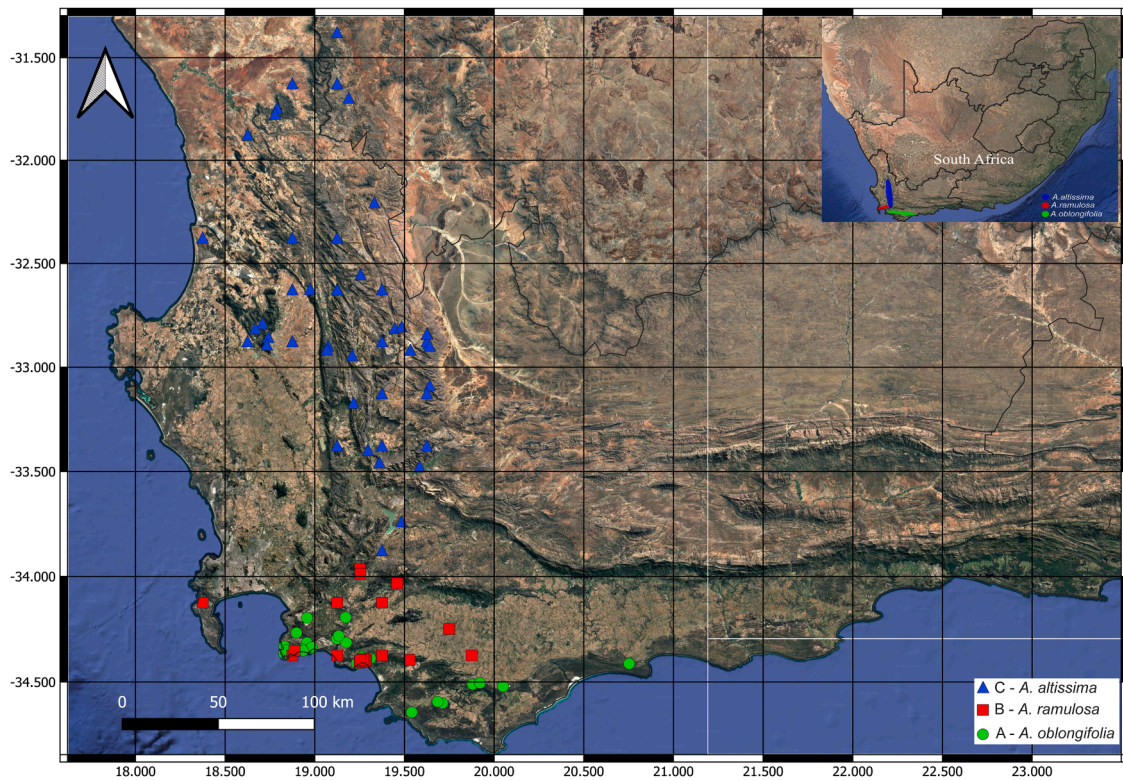 -31.500
-32.000
-32.500
-33.000
-33.500
-34.000
-34.500
South Africa
A.altissima
A.ramulosa
A.oblongifolia
0 50 100 km
C - A. altissima
B - A. ramulosa
A - A. oblongifolia
18.000 18.500 19.000 19.500 20.000 20.500 21.000 21.500 22.000 22.500 23.000